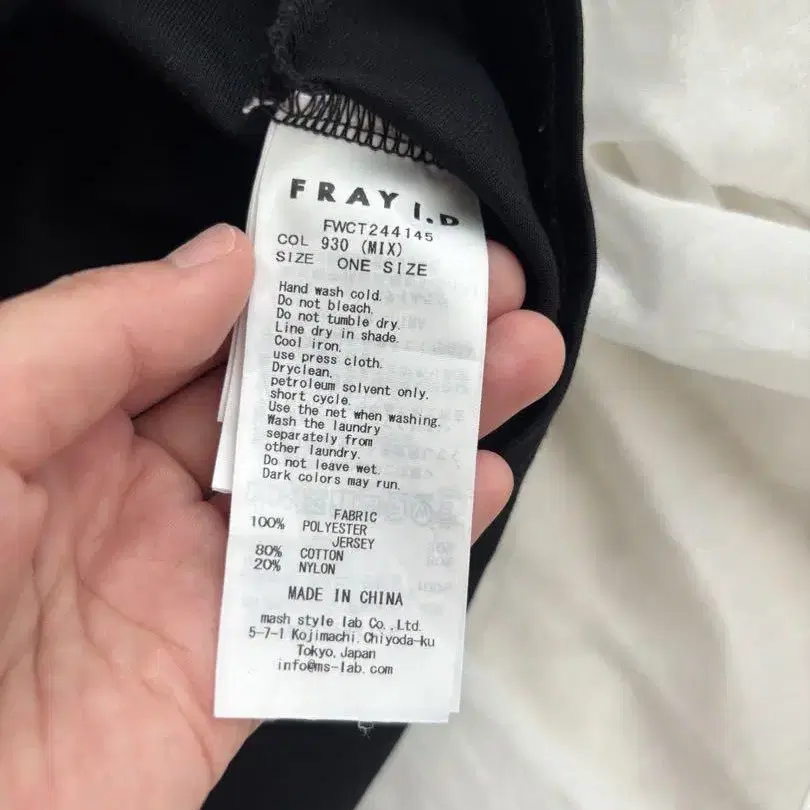 FRAY I.D
FWCT244145
COL 930 (MIX)
SIZE ONE SIZE
Hand wash cold.
Do not bleach.
Do not tumble dry.
Line dry in shade.
Cool iron.
use press cloth.
Dryclean.
petroleum solvent only.
short cycle.
Use the net when washing.
Wash the laundry
separately from
other laundry.
Do not leave wet.
Dark colors may run.
FABRIC
100% POLYESTER
JERSEY
80% COTTON
20% NYLON
MADE IN CHINA
mash style lab Co.,Ltd.
5-7-1 Kojimachi, Chiyoda-ku
Tokyo, Japan
info@ms-lab.com